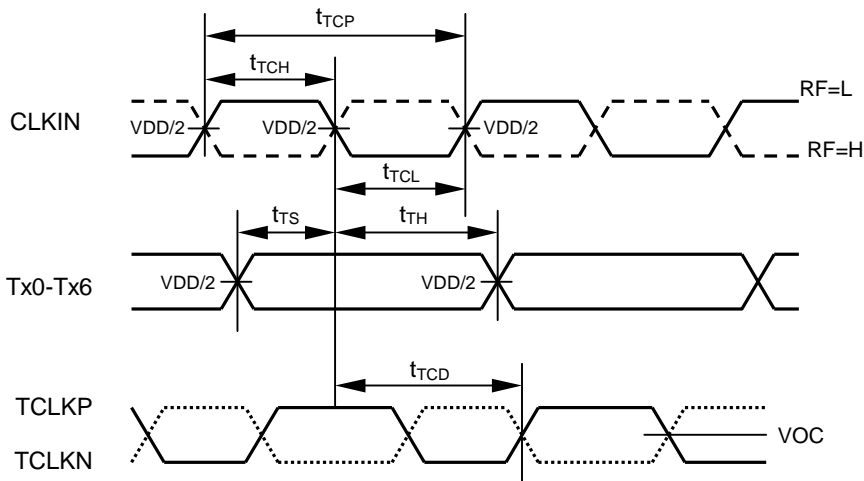 tTCP
tTCH
RF=L
CLKIN
VDD/2 VDD/2 VDD/2
RF=H
tTCL
tTS tTH
Tx0-Tx6
VDD/2 VDD/2
tTCD
TCLKP
VOC
TCLKN